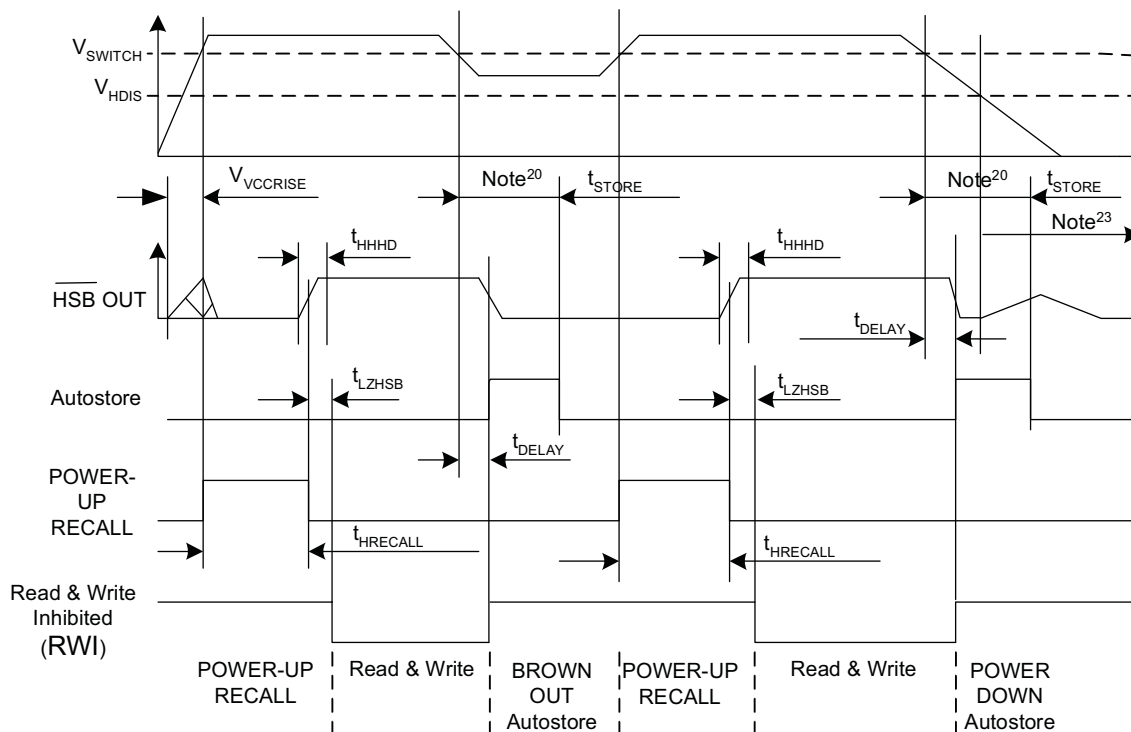 VSWITCH
VHDIS
VVCCRISE
Note20
tSTORE
Note20
tSTORE
Note23
tHHHD
tHHHD
HSB OUT
tDELAY
tLZHSB
tLZHSB
Autostore
tDELAY
POWER-
UP
RECALL
tHRECALL
tHRECALL
Read & Write
Inhibited
(RWI)
POWER-UP
RECALL
Read & Write
BROWN
OUT
Autostore
POWER-UP
RECALL
Read & Write
POWER
DOWN
Autostore